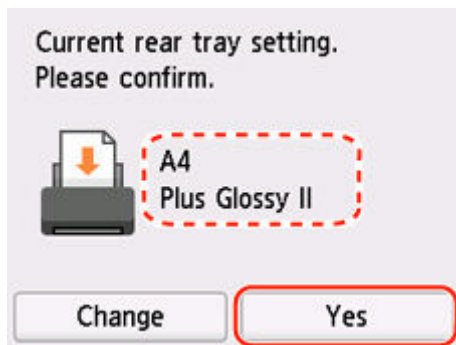 Current rear tray setting.
Please confirm.
A4
Plus Glossy II
Change
Yes